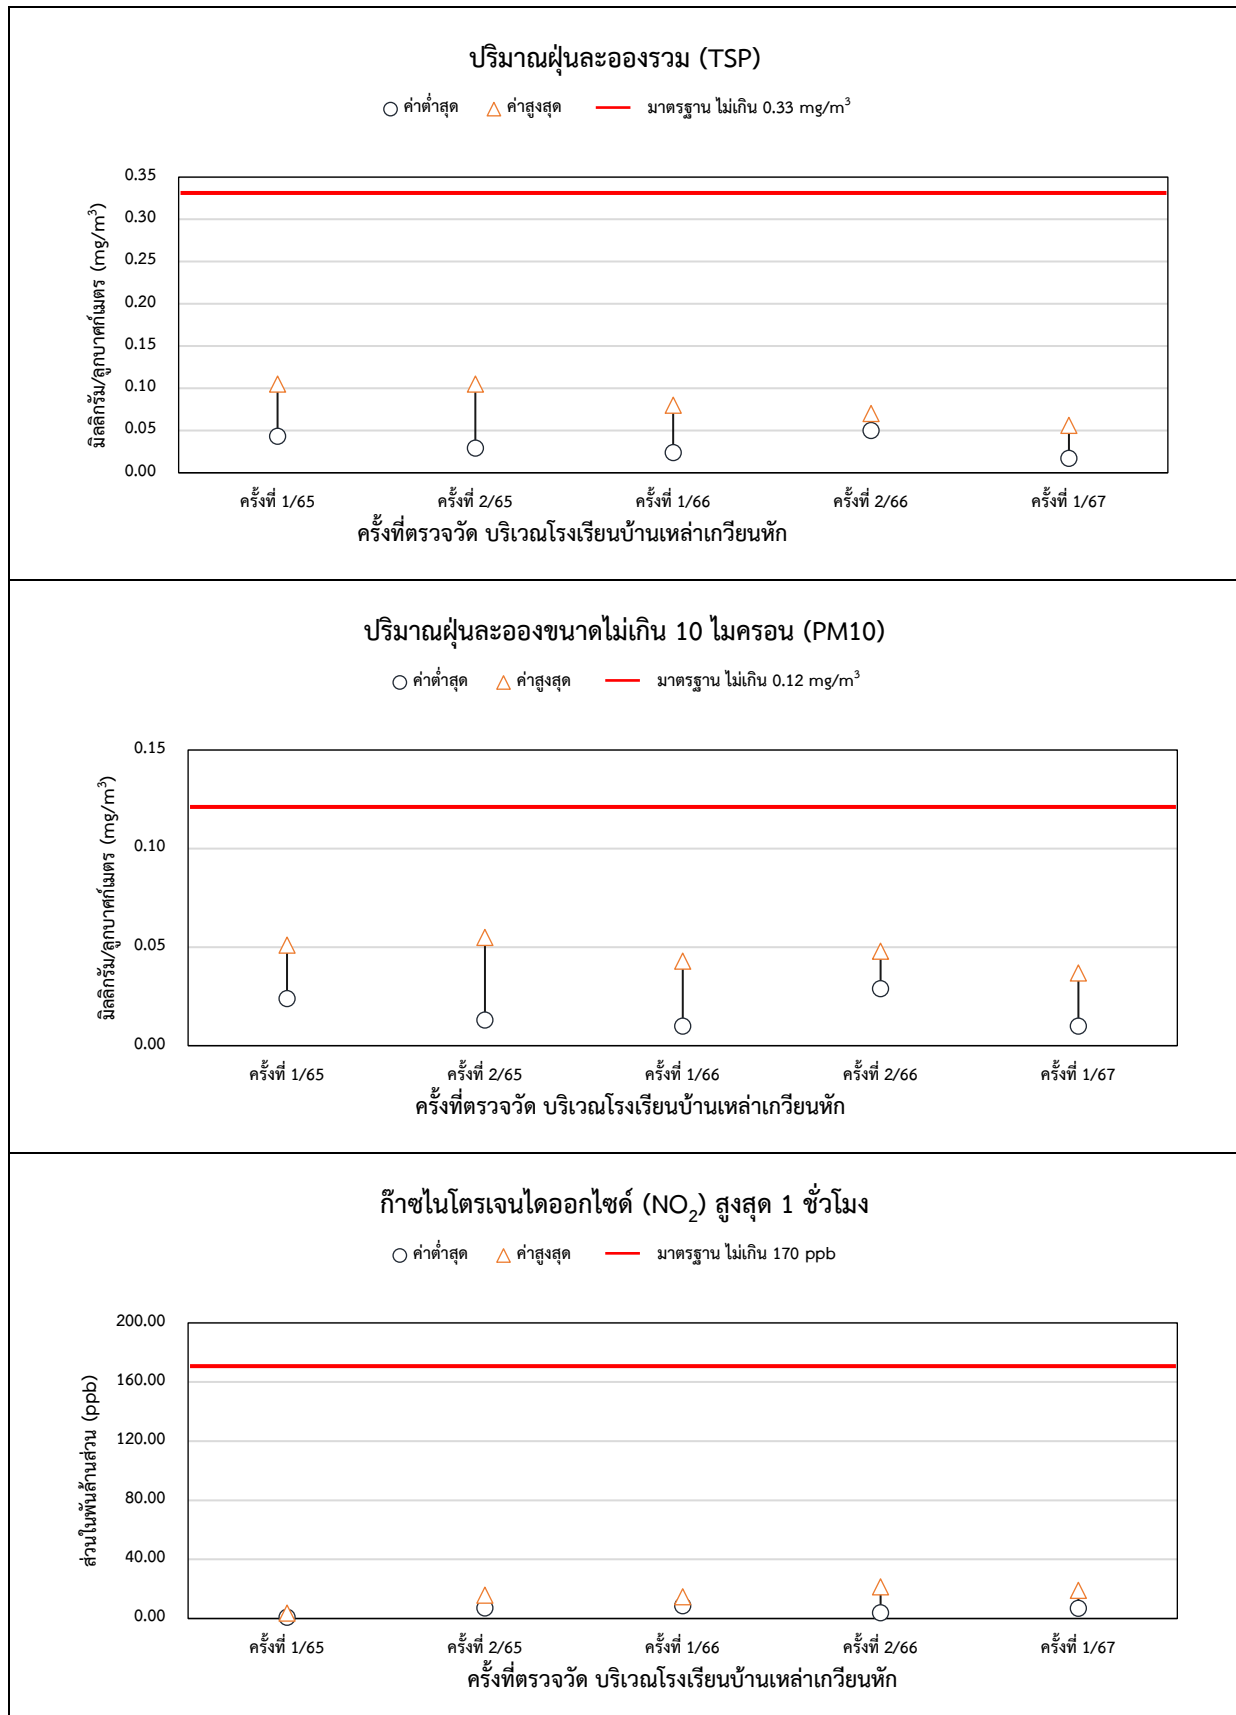 ปริมาณฝุ่นละอองรวม (TSP)
ค่าต่ำสุด ค่าสูงสุด มาตรฐาน ไม่เกิน 0.33 mg/m³
มิลลิกรัม/ลูกบาศก์เมตร (mg/m³)
0.35
0.30
0.25
0.20
0.15
0.10
0.05
0.00
ครั้งที่ 1/65 ครั้งที่ 2/65 ครั้งที่ 1/66 ครั้งที่ 2/66 ครั้งที่ 1/67
ครั้งที่ตรวจวัด บริเวณโรงเรียนบ้านเหล่าเกวียนหัก
ปริมาณฝุ่นละอองขนาดไม่เกิน 10 ไมครอน (PM10)
ค่าต่ำสุด ค่าสูงสุด มาตรฐาน ไม่เกิน 0.12 mg/m³
มิลลิกรัม/ลูกบาศก์เมตร (mg/m³)
0.15
0.10
0.05
0.00
ครั้งที่ 1/65 ครั้งที่ 2/65 ครั้งที่ 1/66 ครั้งที่ 2/66 ครั้งที่ 1/67
ครั้งที่ตรวจวัด บริเวณโรงเรียนบ้านเหล่าเกวียนหัก
ก๊าซไนโตรเจนไดออกไซด์ (NO₂) สูงสุด 1 ชั่วโมง
ค่าต่ำสุด ค่าสูงสุด มาตรฐาน ไม่เกิน 170 ppb
ส่วนในพันล้านส่วน (ppb)
200.00
160.00
120.00
80.00
40.00
0.00
ครั้งที่ 1/65 ครั้งที่ 2/65 ครั้งที่ 1/66 ครั้งที่ 2/66 ครั้งที่ 1/67
ครั้งที่ตรวจวัด บริเวณโรงเรียนบ้านเหล่าเกวียนหัก